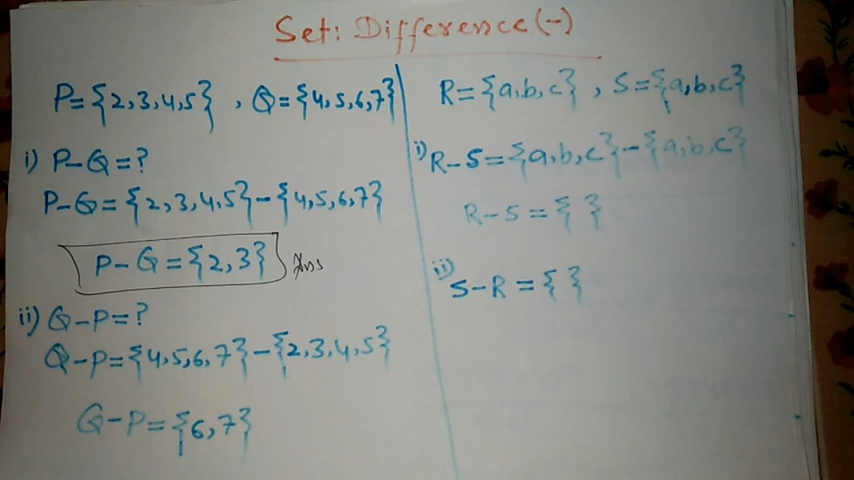 Set: Difference (-)
P={2,3,4,5} , Q={4,5,6,7}
i) P-Q=?
P-Q={2,3,4,5}-{4,5,6,7}
P-Q={2,3} Ans
ii) Q-P=?
Q-P={4,5,6,7}-{2,3,4,5}
Q-P={6,7}
R={a,b,c} , S={a,b,c}
i) R-S={a,b,c}-{a,b,c}
R-S={ }
ii) S-R={ }